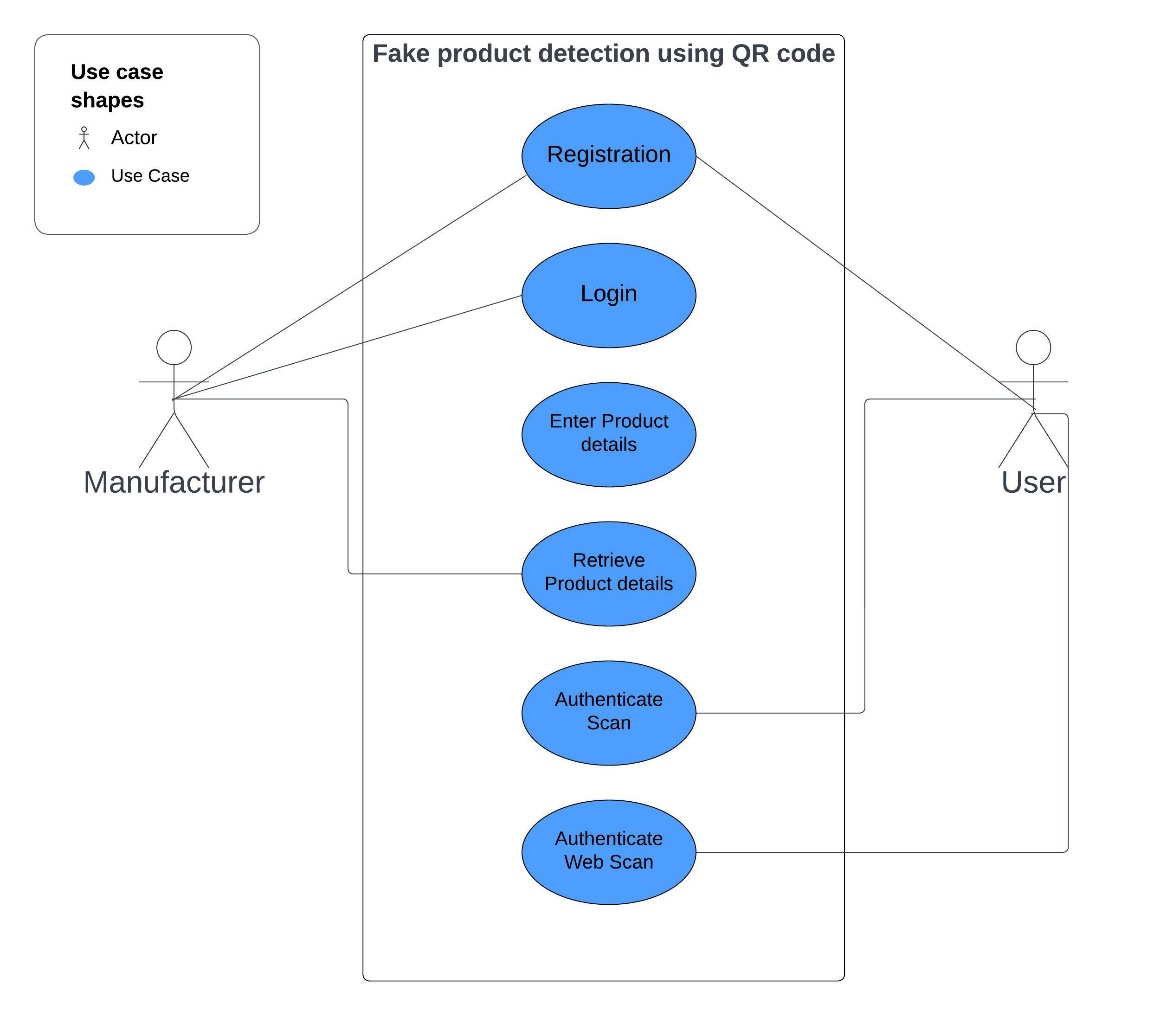 Fake product detection using QR code
Use case
shapes
Actor
Use Case
Registration
Login
Enter Product
details
Retrieve
Product details
Authenticate
Scan
Authenticate
Web Scan
Manufacturer
User